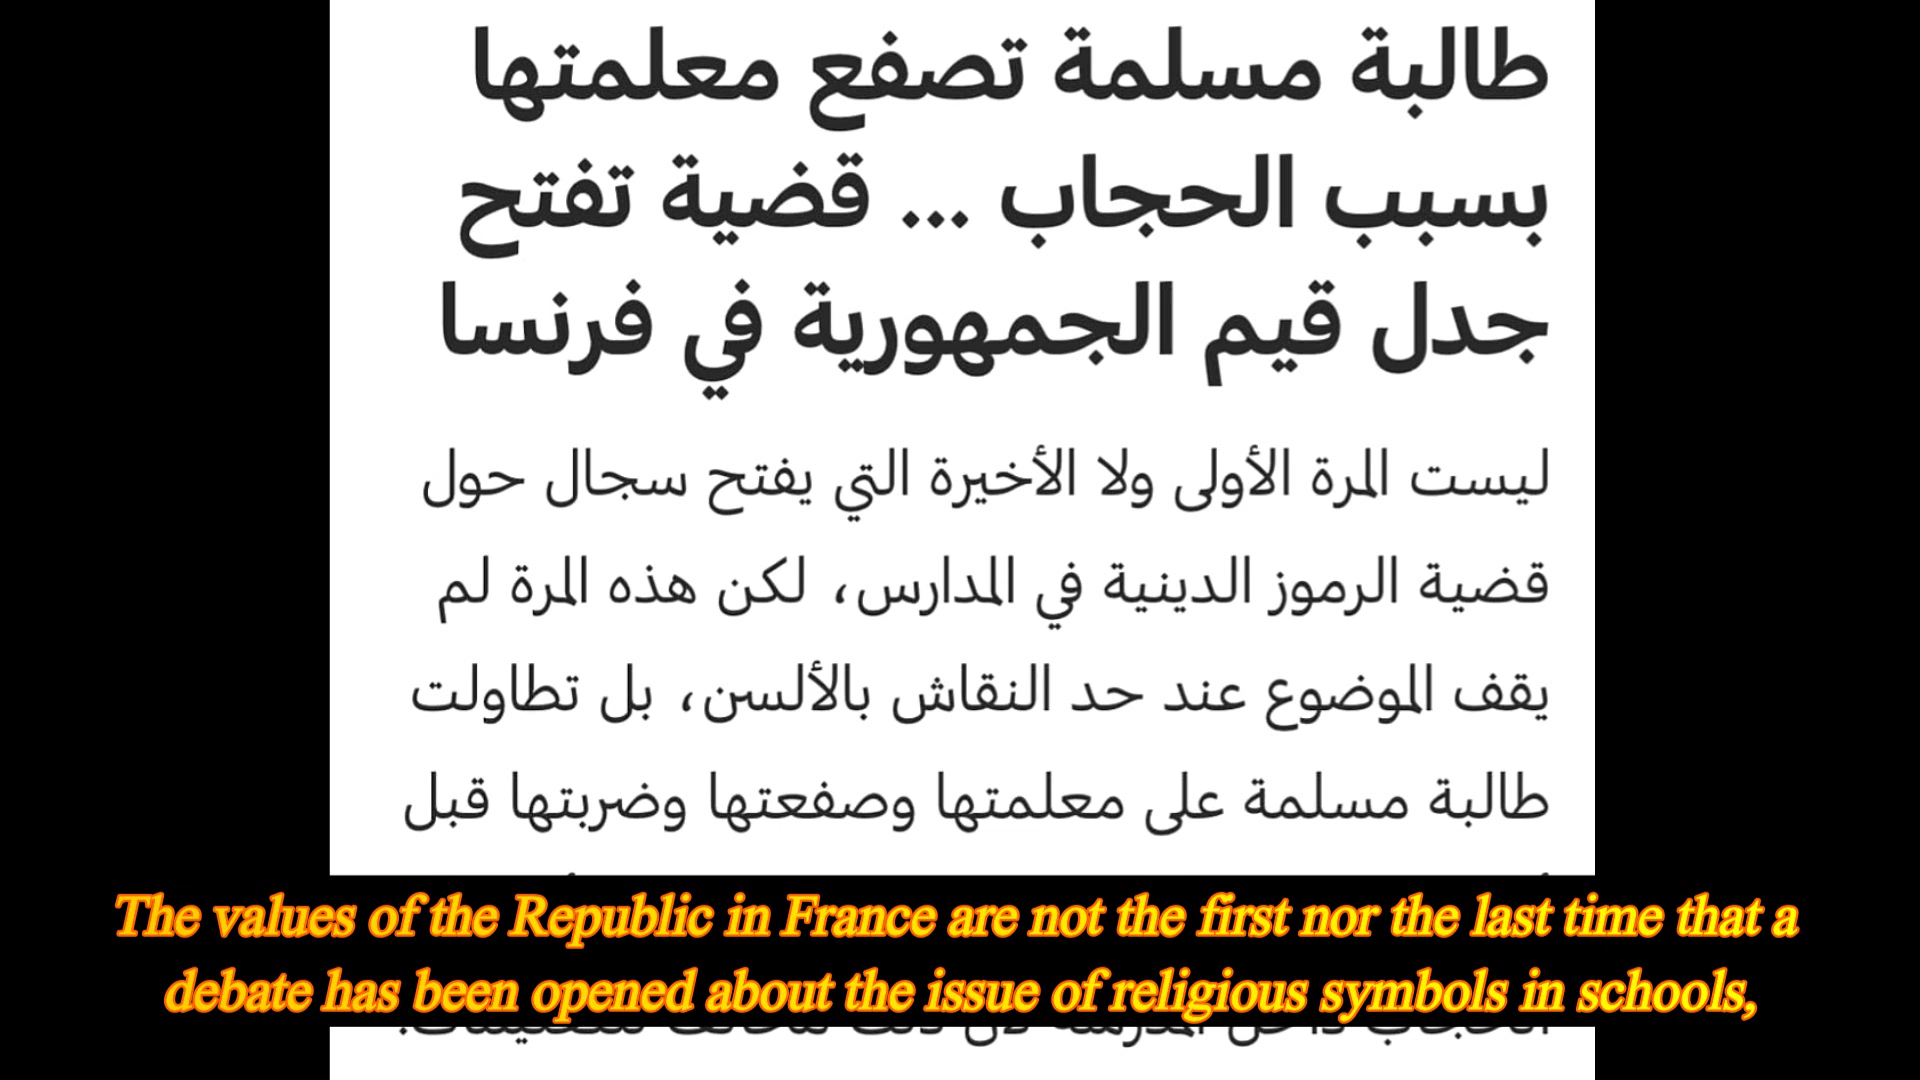 طالبة مسلمة تصفع معلمتها
بسبب الحجاب ... قضية تفتح
جدل قيم الجمهورية في فرنسا
ليست المرة الأولى ولا الأخيرة التي يفتح سجال حول
قضية الرموز الدينية في المدارس، لكن هذه المرة لم
يقف الموضوع عند حد النقاش بالألسن، بل تطاولت
طالبة مسلمة على معلمتها وصفعتها وضربتها قبل
The values of the Republic in France are not the first nor the last time that a
debate has been opened about the issue of religious symbols in schools,